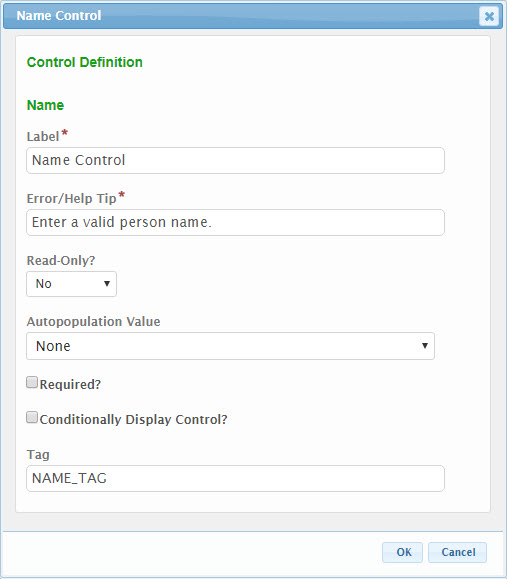 Name Control
Control Definition
Name
Label*
Name Control
Error/Help Tip*
Enter a valid person name.
Read-Only?
No
Autopopulation Value
None
Required?
Conditionally Display Control?
Tag
NAME_TAG
OK Cancel